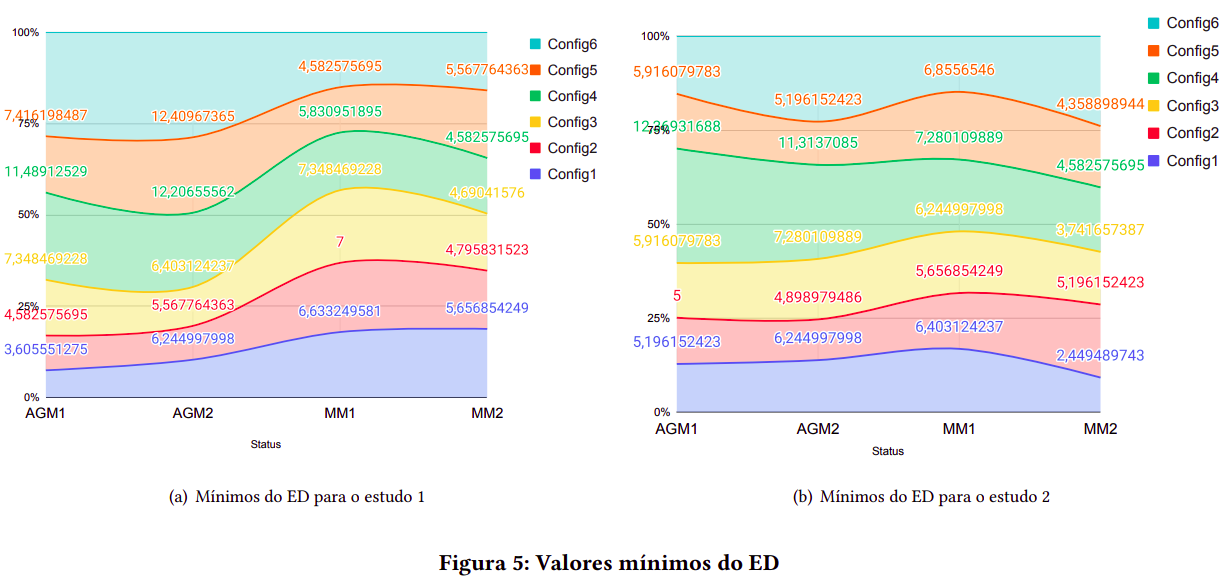 100%
75%
50%
25%
0%
7,416198487
12,40967365
4,582575695
5,567764363
11,48912529
12,20655562
5,830951895
4,582575695
7,348469228
6,403124237
7,348469228
4,69041576
4,582575695
5,567764363
7
4,795831523
3,605551275
6,244997998
6,633249581
5,656854249
AGM1 AGM2 MM1 MM2
Status
Config6
Config5
Config4
Config3
Config2
Config1
(a) Mínimos do ED para o estudo 1
100%
75%
50%
25%
0%
5,916079783
5,196152423
6,8556546
4,358898944
12,26931688
11,3137085
7,280109889
4,582575695
5,916079783
7,280109889
6,244997998
3,741657387
5
4,898979486
5,656854249
5,196152423
5,196152423
6,244997998
6,403124237
2,449489743
AGM1 AGM2 MM1 MM2
Status
Config6
Config5
Config4
Config3
Config2
Config1
(b) Mínimos do ED para o estudo 2
Figura 5: Valores mínimos do ED